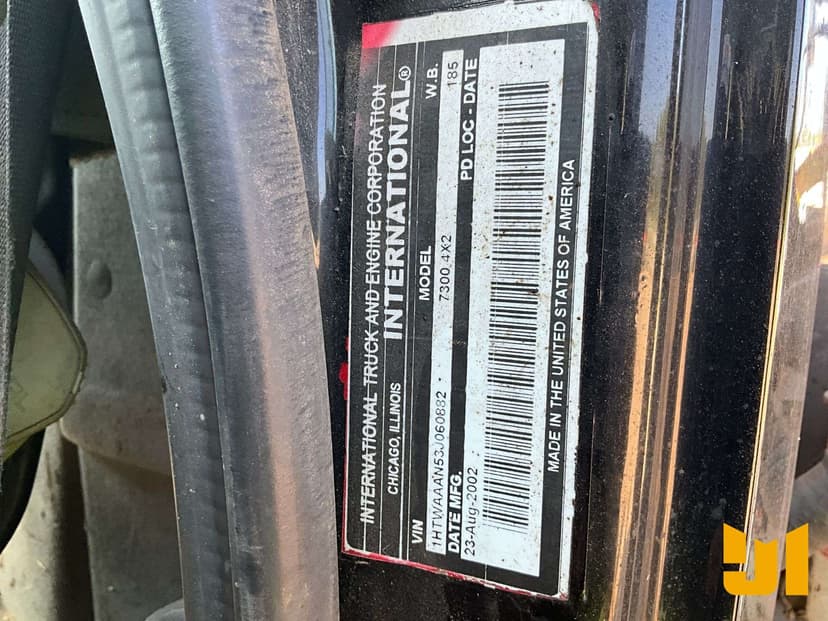 INTERNATIONAL TRUCK AND ENGINE CORPORATION
CHICAGO, ILLINOIS INTERNATIONAL®
VIN MODEL W.B.
1HTWAAAN53J060882 7300 4X2 185
DATE MFG. PD LOC - DATE
23-Aug-2002
MADE IN THE UNITED STATES OF AMERICA